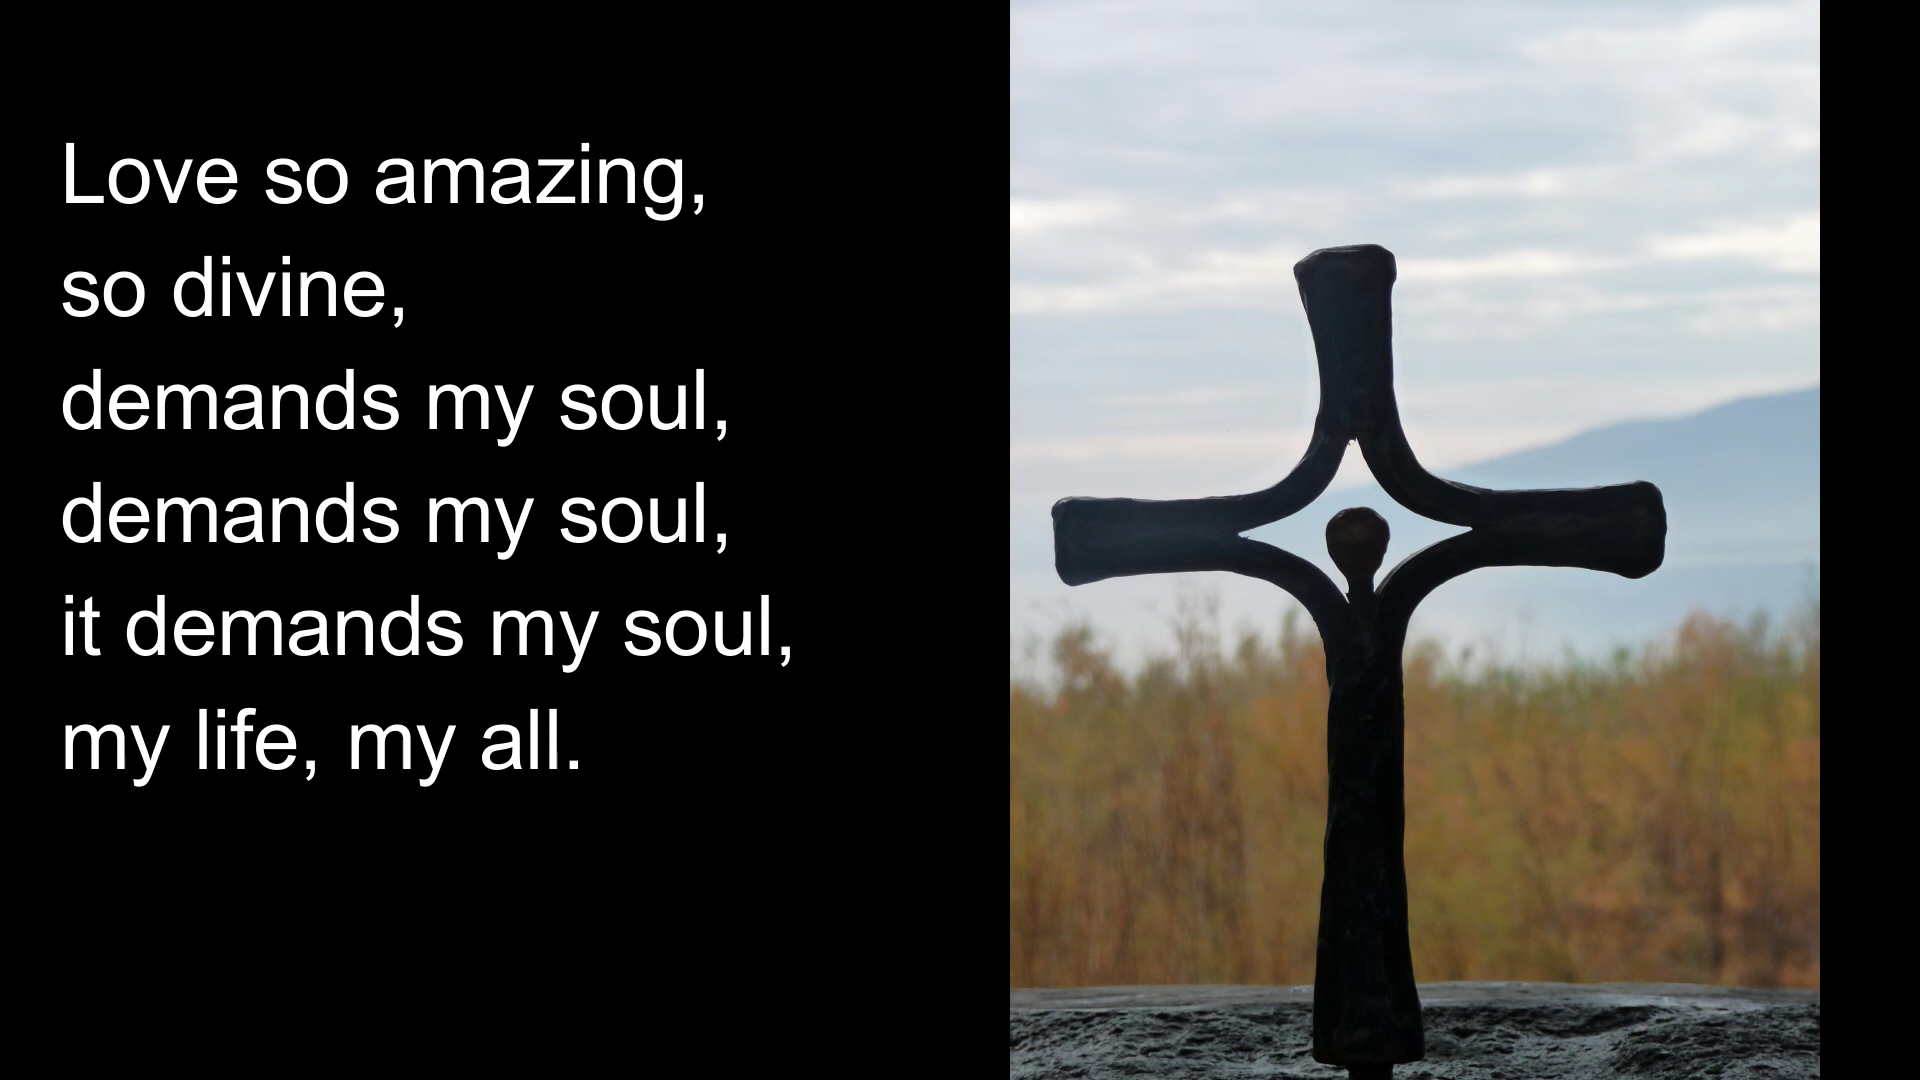 Love so amazing,
so divine,
demands my soul,
demands my soul,
it demands my soul,
my life, my all.